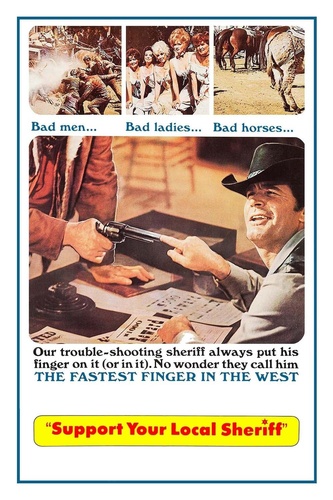 Bad men... Bad ladies... Bad horses...
Our trouble-shooting sheriff always put his
finger on it (or in it). No wonder they call him
THE FASTEST FINGER IN THE WEST
"Support Your Local Sheriff"